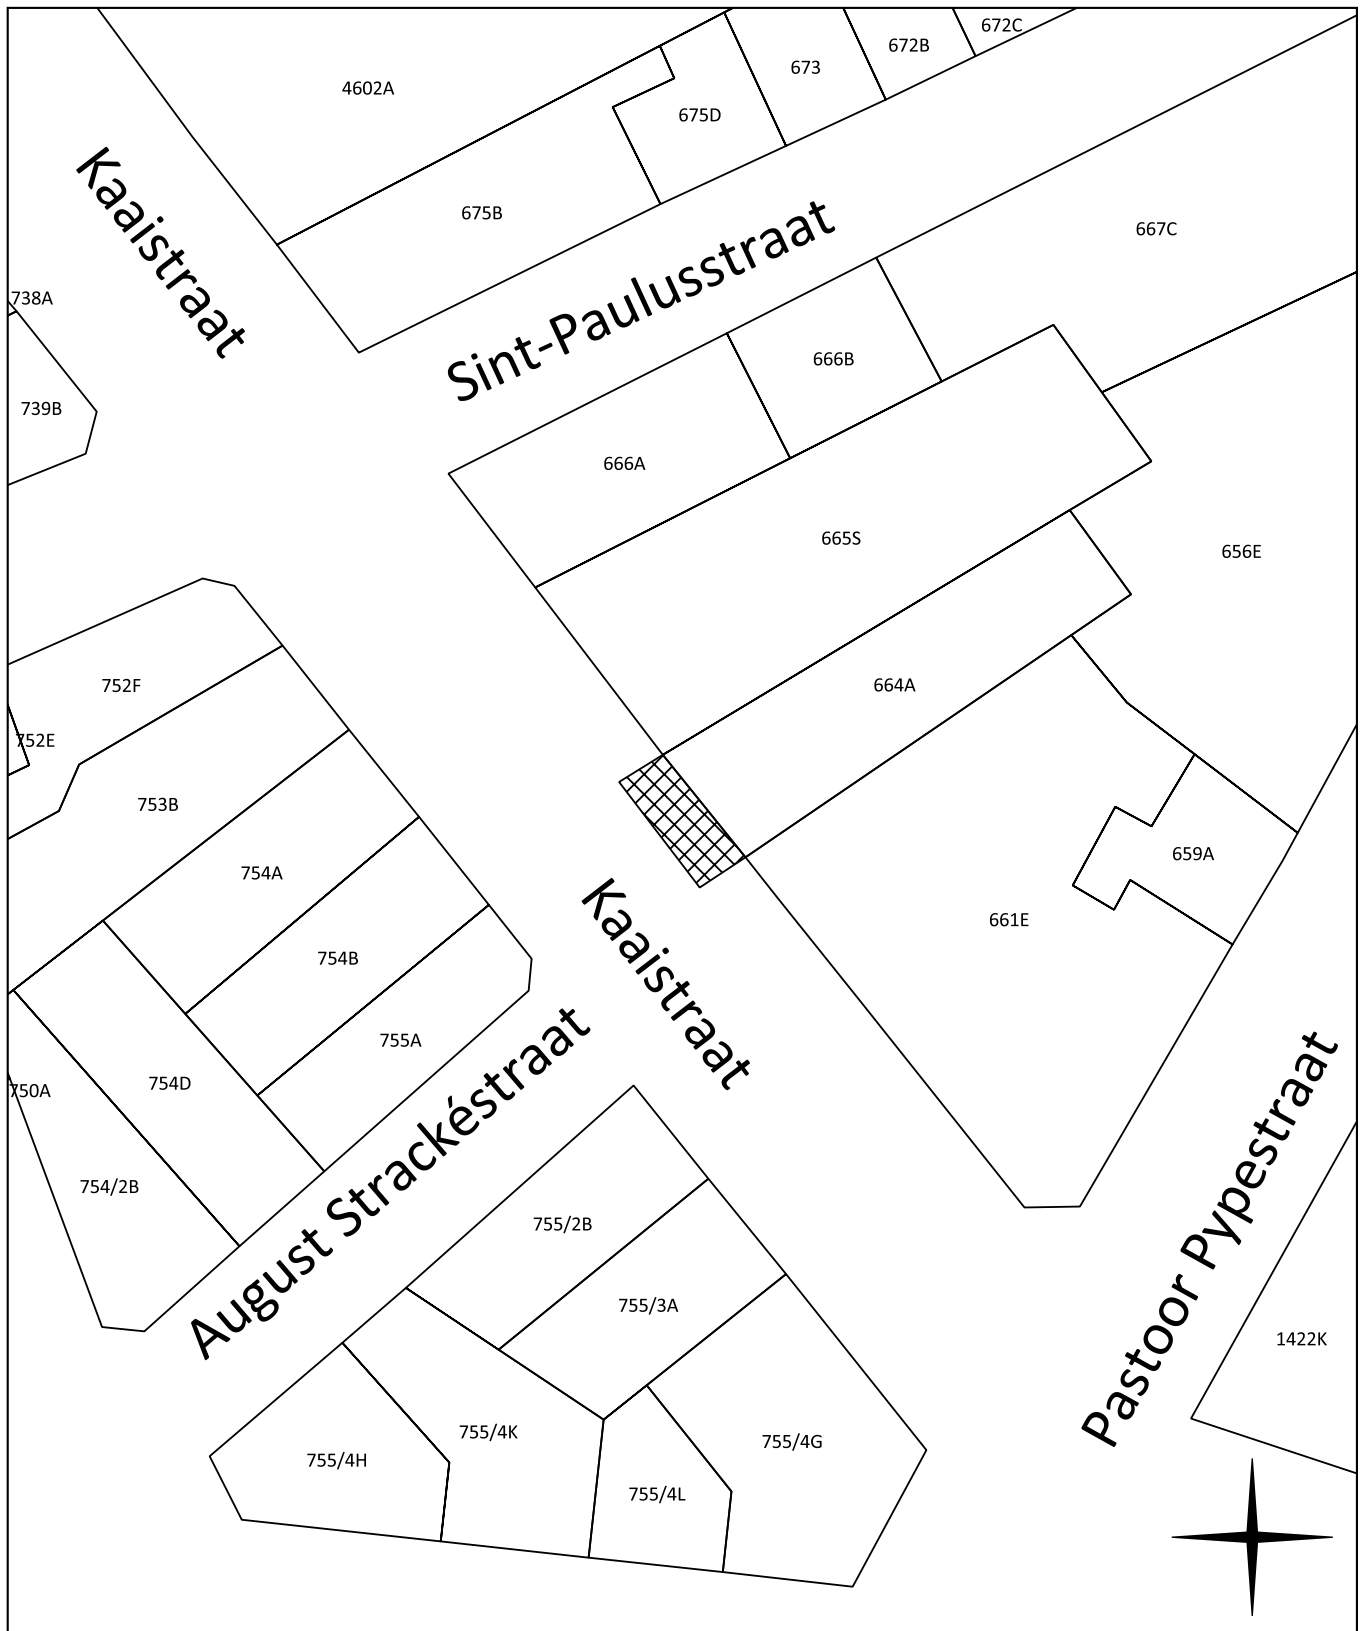 672C
672B
673
4602A
675D
Kaaistraat
675B
Sint-Paulusstraat
667C
738A
666B
739B
666A
665S
656E
752F
664A
752E
753B
659A
754A
661E
Kaaistraat
754B
755A
August Strackéstraat
754D
750A
754/2B
755/2B
Pastoor Pypestraat
755/3A
1422K
755/4K
755/4G
755/4H
755/4L